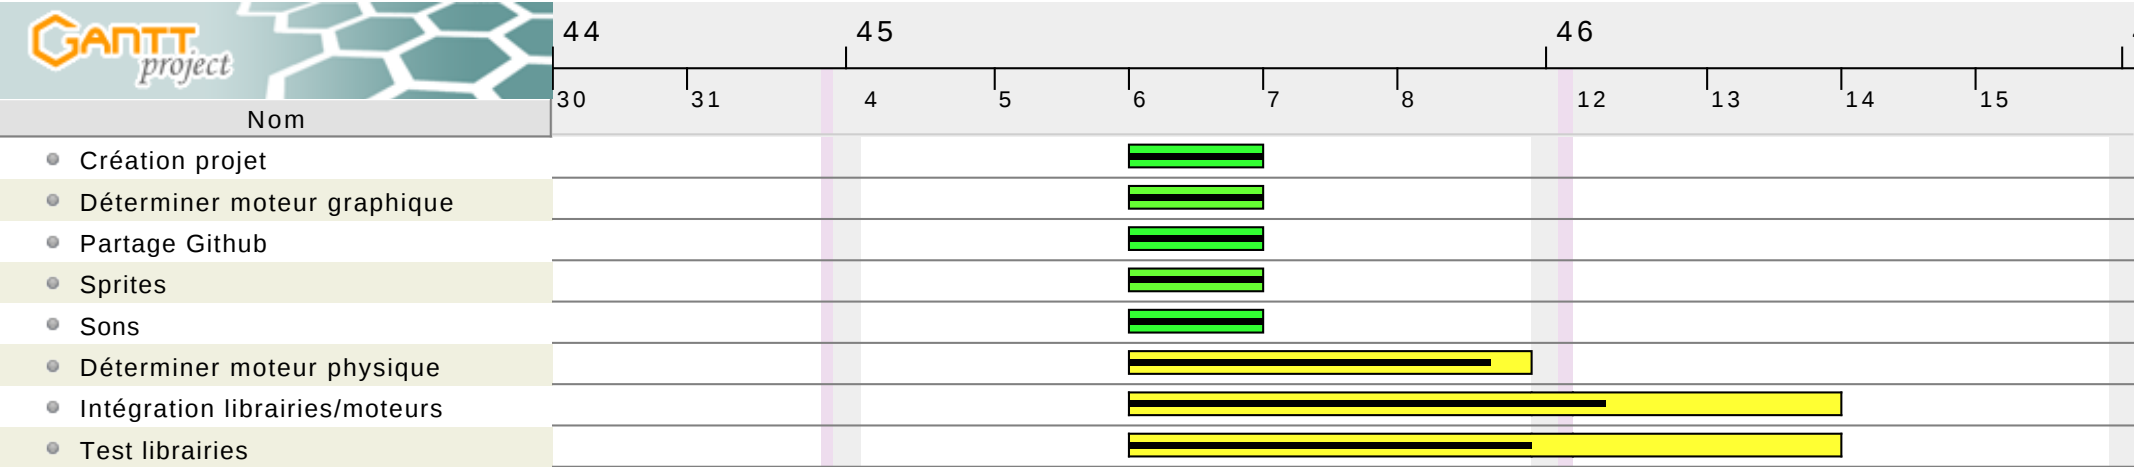 GANTT
project
44 45 46
30 31 4 5 6 7 8 12 13 14 15
Nom
Création projet
Déterminer moteur graphique
Partage Github
Sprites
Sons
Déterminer moteur physique
Intégration librairies/moteurs
Test librairies